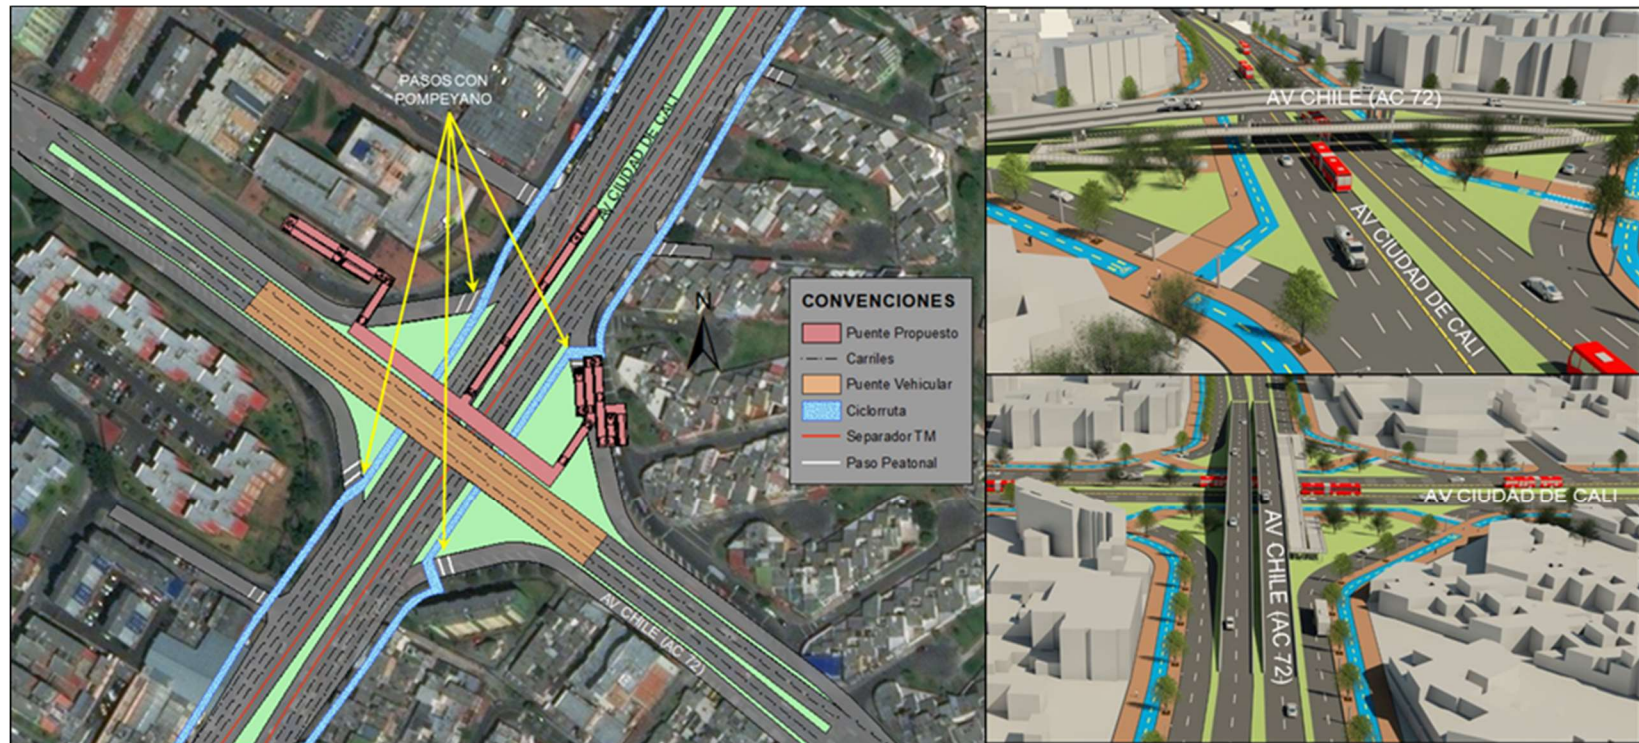 PASOS CON
POMPEYANO
AV CIUDAD DE CALI
N
CONVENCIONES
Puente Propuesto
Carriles
Puente Vehicular
Ciclorruta
Separador TM
Paso Peatonal
AV CHILE (AC 72)
AV CHILE (AC 72)
AV CIUDAD DE CALI
AV CIUDAD DE CALI
AV CHILE (AC 72)